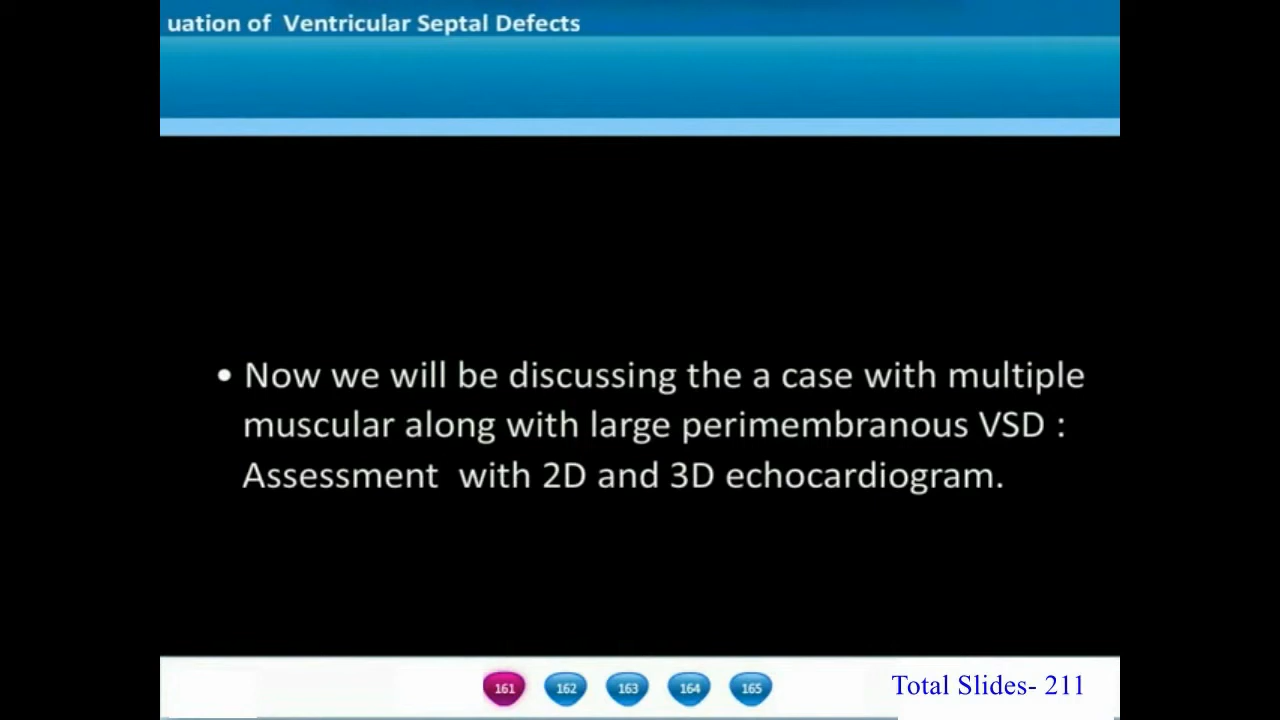 uation of Ventricular Septal Defects
• Now we will be discussing the a case with multiple
muscular along with large perimembranous VSD :
Assessment with 2D and 3D echocardiogram.
161 162 163 164 165 Total Slides- 211